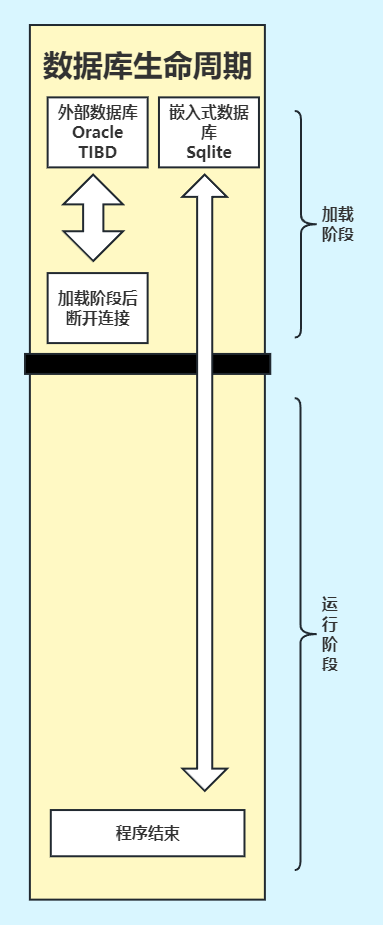 数据库生命周期
外部数据库
Oracle
TIBD
嵌入式数据
库
Sqlite
加载
阶段
加载阶段后
断开连接
运
行
阶
段
程序结束